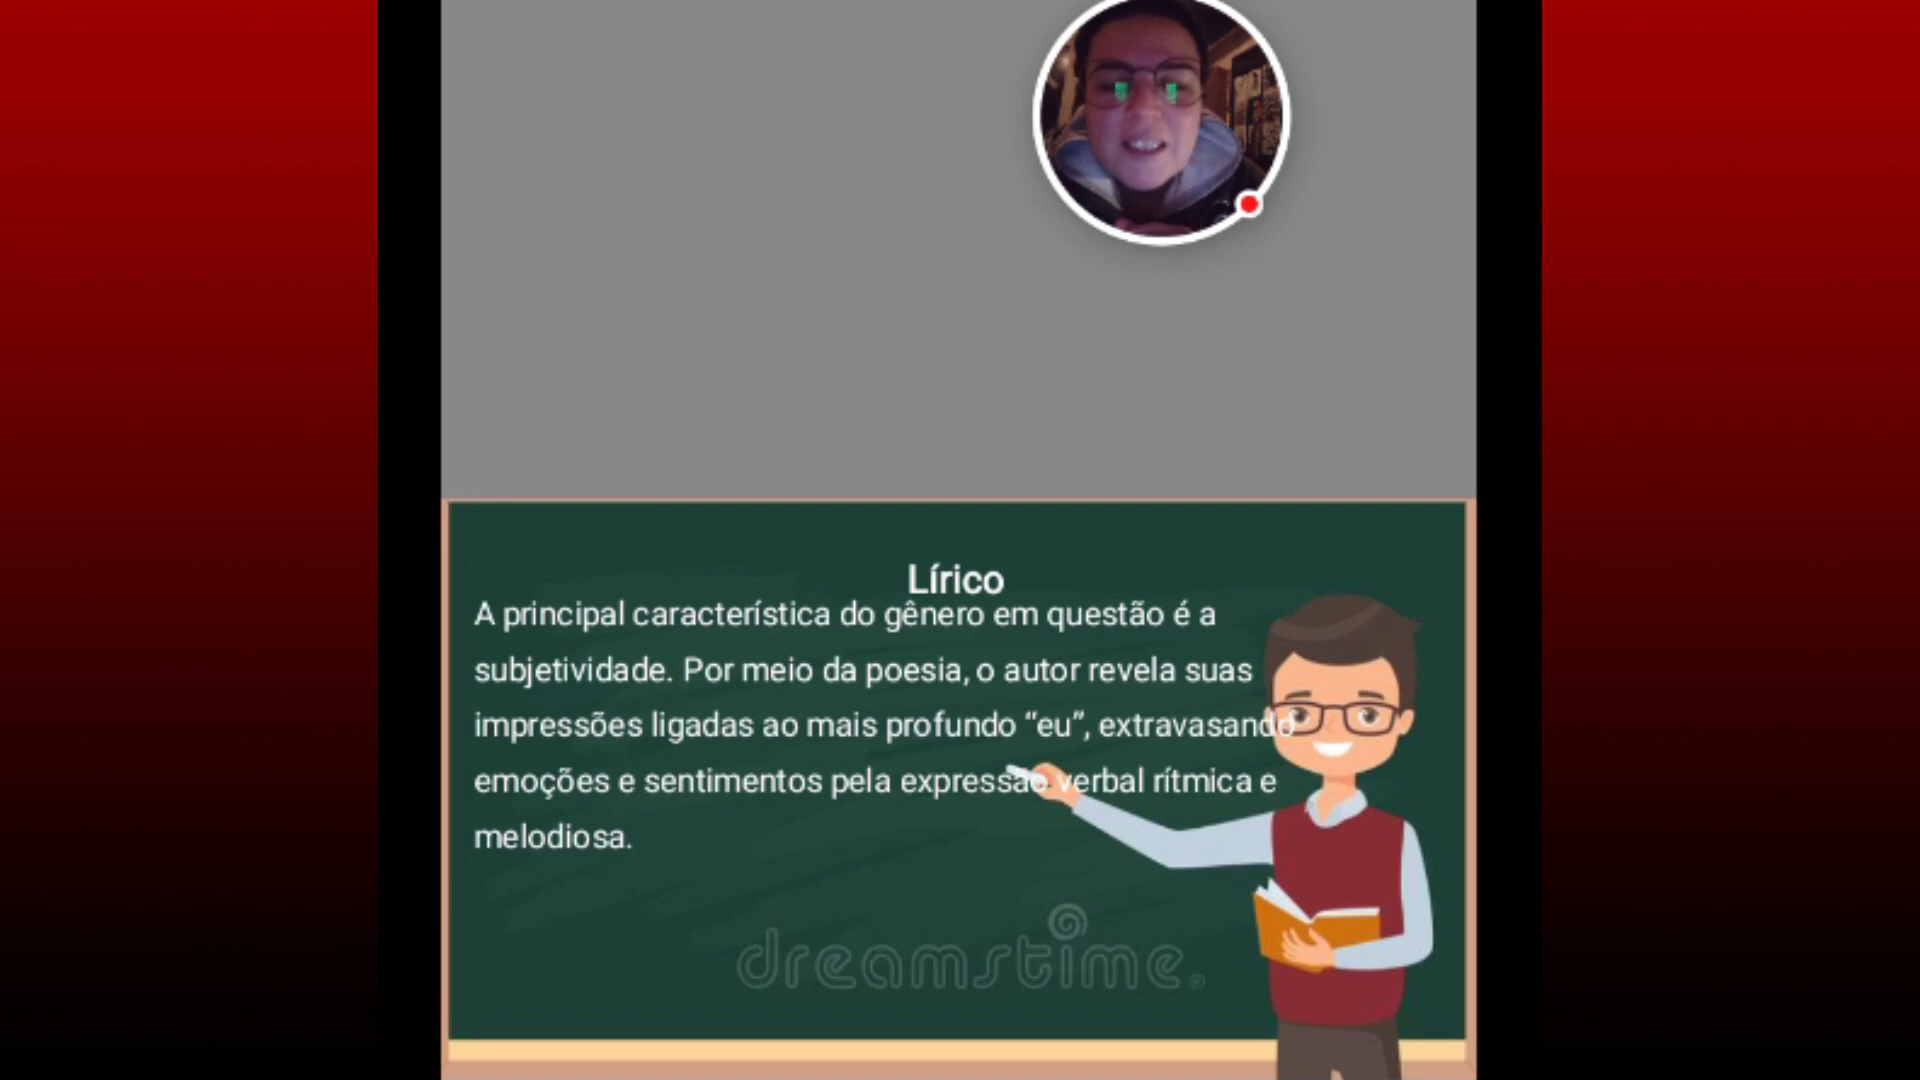 Lírico
A principal característica do gênero em questão é a
subjetividade. Por meio da poesia, o autor revela suas
impressões ligadas ao mais profundo “eu”, extravasando
emoções e sentimentos pela expressão verbal rítmica e
melodiosa.
dreamstime®